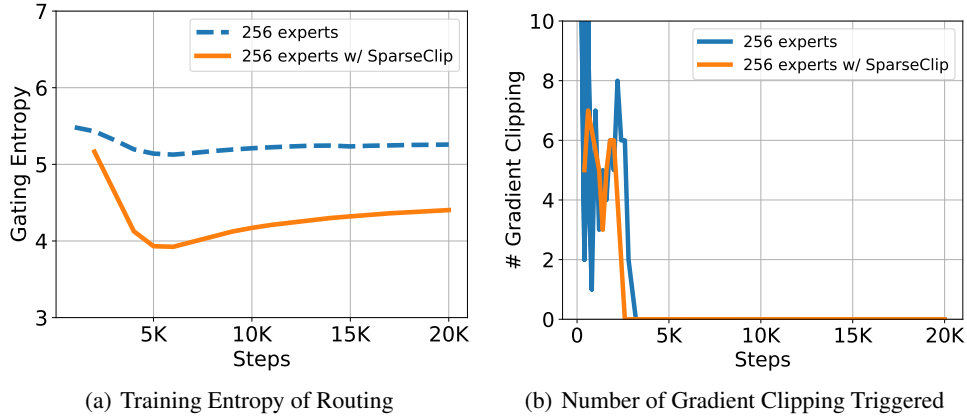 7
6
5
4
3
Gating Entropy
256 experts
256 experts w/ SparseClip
5K
10K
15K
20K
Steps
(a) Training Entropy of Routing
10
8
6
4
2
0
# Gradient Clipping
256 experts
256 experts w/ SparseClip
0
5K
10K
15K
20K
Steps
(b) Number of Gradient Clipping Triggered